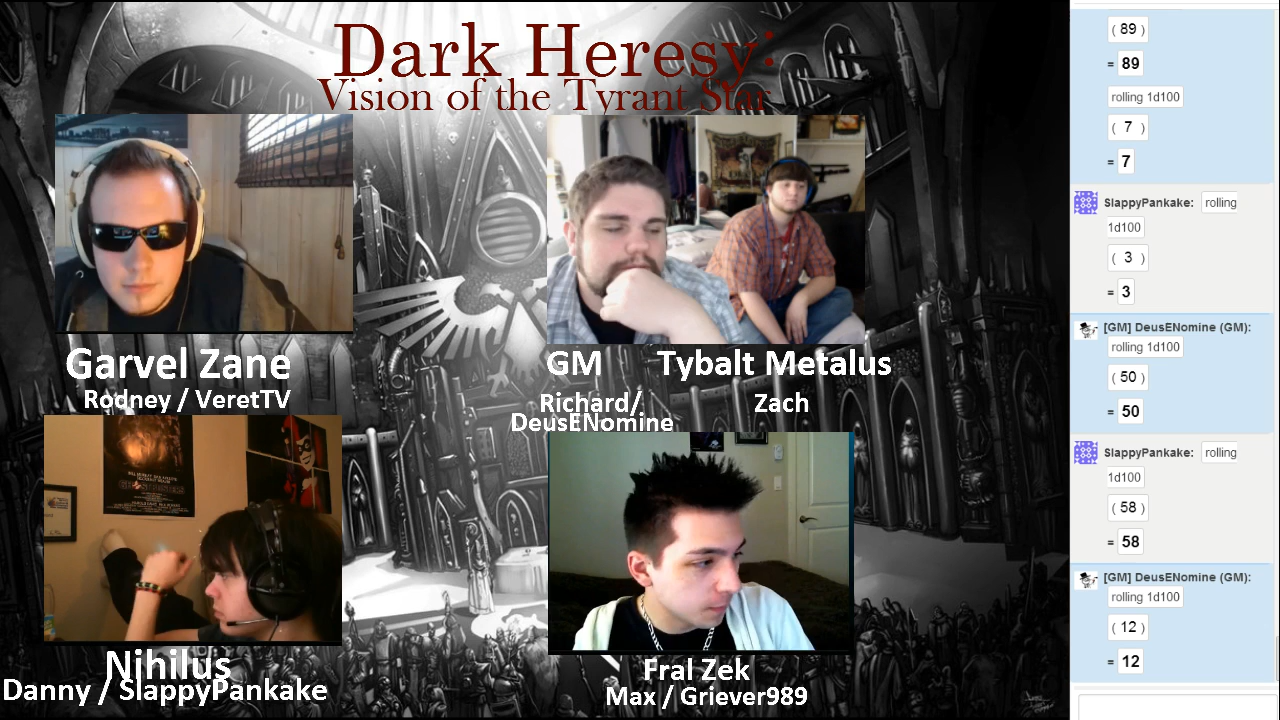 Dark Heresy:
Vision of the Tyrant Star
Garvel Zane
Rodney / VeretTV
GM
Richard/
DeusENomine
Tybalt Metalus
Zach
GHOSTBUSTERS
Nihilus
Danny / SlappyPankake
Fral Zek
Max / Griever989
( 89 )
= 89
rolling 1d100
( 7 )
= 7
SlappyPankake: rolling
1d100
( 3 )
= 3
[GM] DeusENomine (GM):
rolling 1d100
( 50 )
= 50
SlappyPankake: rolling
1d100
( 58 )
= 58
[GM] DeusENomine (GM):
rolling 1d100
( 12 )
= 12